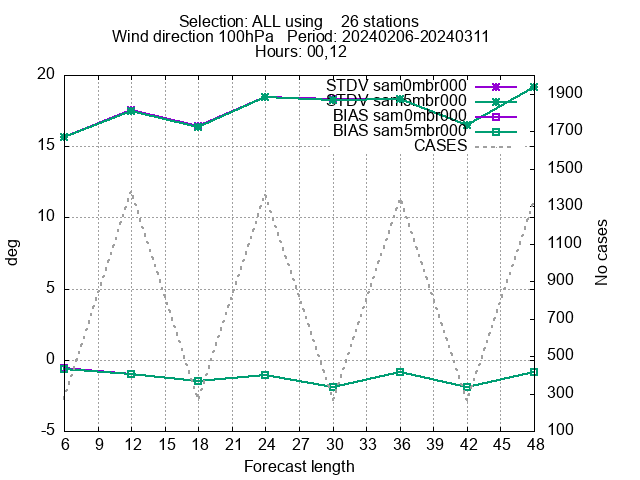 Selection: ALL using    26 stations
Wind direction 100hPa   Period: 20240206-20240311
Hours: 00,12
STDV sam0mbr000
STDV sam5mbr000
BIAS sam0mbr000
BIAS sam5mbr000
CASES
20
15
10
5
0
-5
deg
1900
1700
1500
1300
1100
900
700
500
300
100
No cases
6 9 12 15 18 21 24 27 30 33 36 39 42 45 48
Forecast length